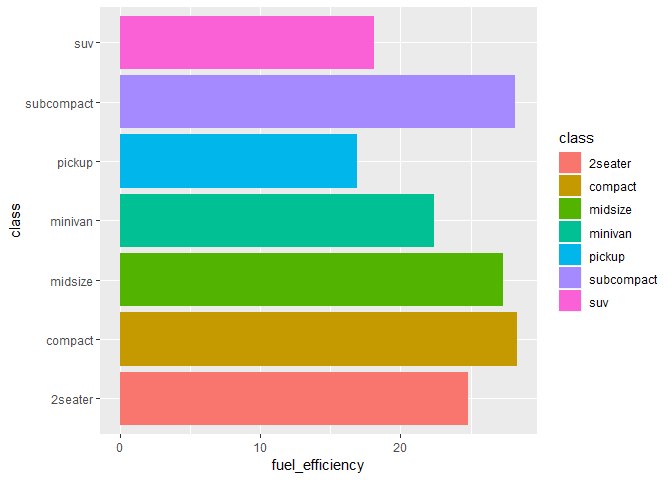 suv
subcompact
pickup
minivan
midsize
compact
2seater
class
0
10
20
fuel_efficiency
class
2seater
compact
midsize
minivan
pickup
subcompact
suv